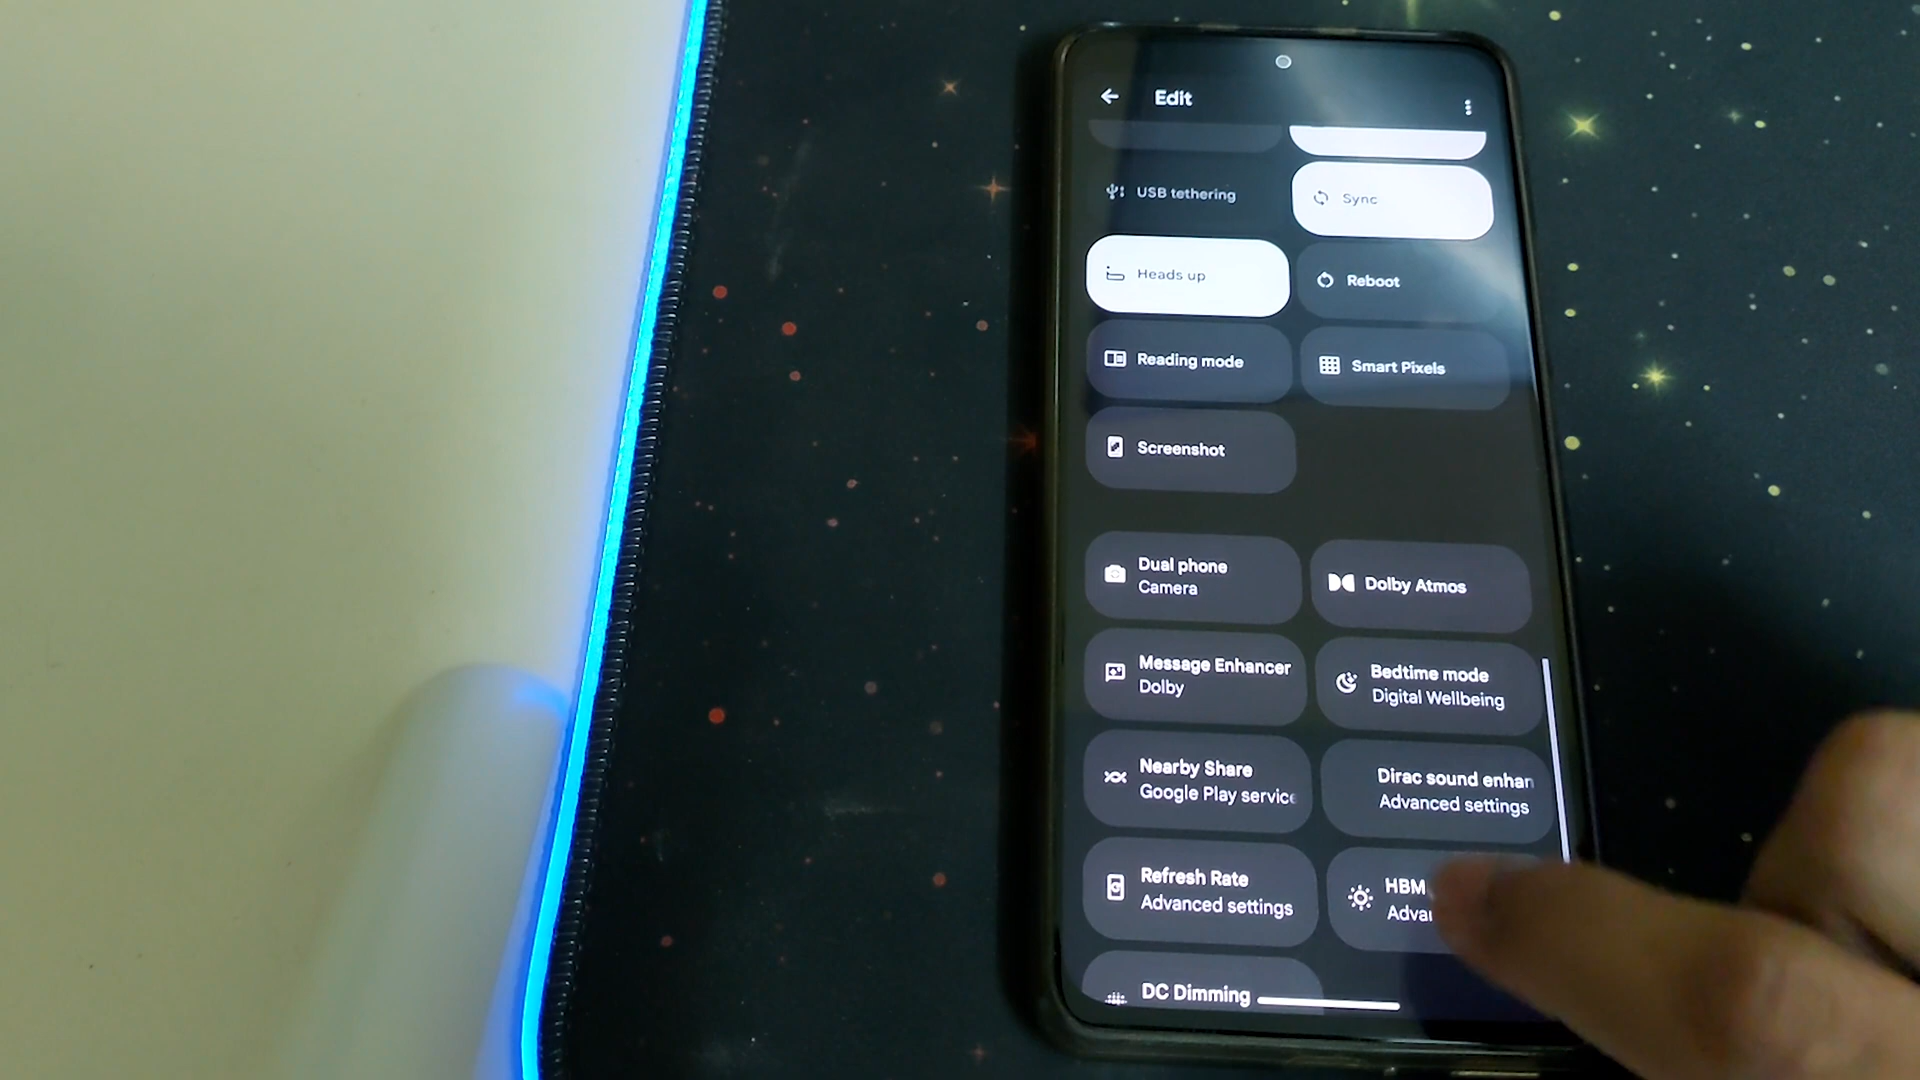 Edit
USB tethering
Sync
Heads up
Reboot
Reading mode
Smart Pixels
Screenshot
Dual phone
Camera
Dolby Atmos
Message Enhancer
Dolby
Bedtime mode
Digital Wellbeing
Nearby Share
Google Play service
Dirac sound enhan
Advanced settings
Refresh Rate
Advanced settings
HBM
Adva
DC Dimming